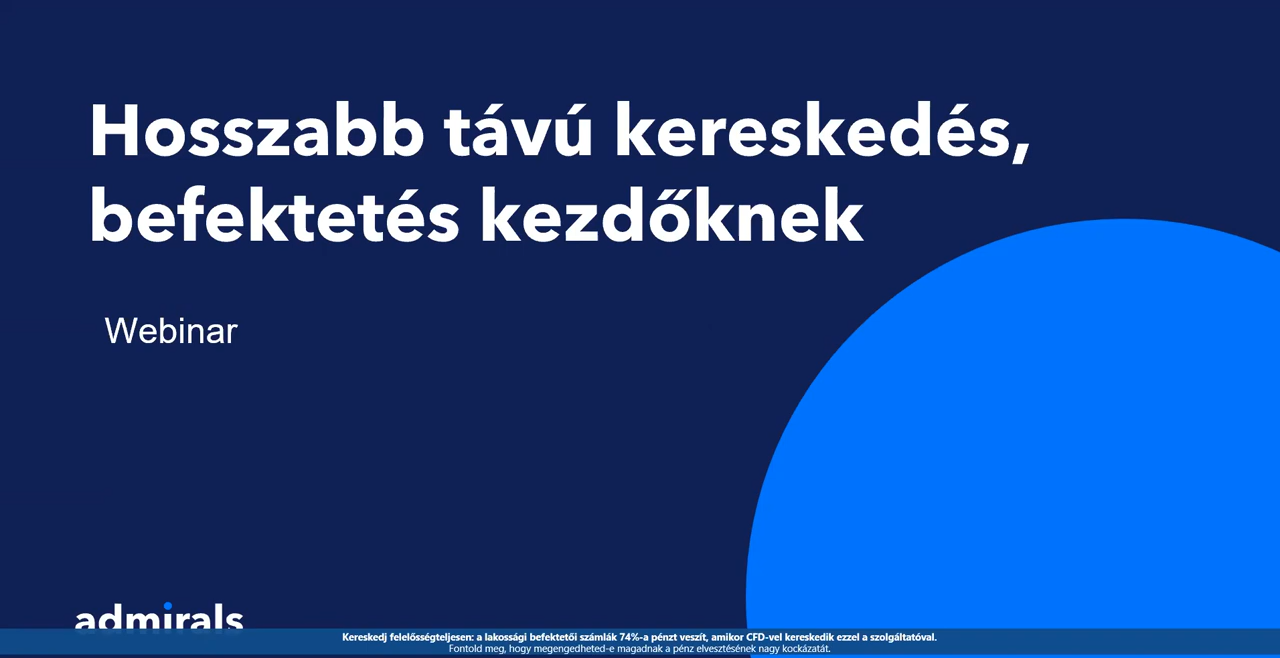 Hosszabb távú kereskedés,
befektetés kezdőknek
Webinar
admirals
Kereskedj felelősségteljesen: a lakossági befektetői számlák 74%-a pénzt veszít, amikor CFD-vel kereskedik ezzel a szolgáltatóval.
Fontold meg, hogy megengedheted-e magadnak a pénz elvesztésének nagy kockázatát.